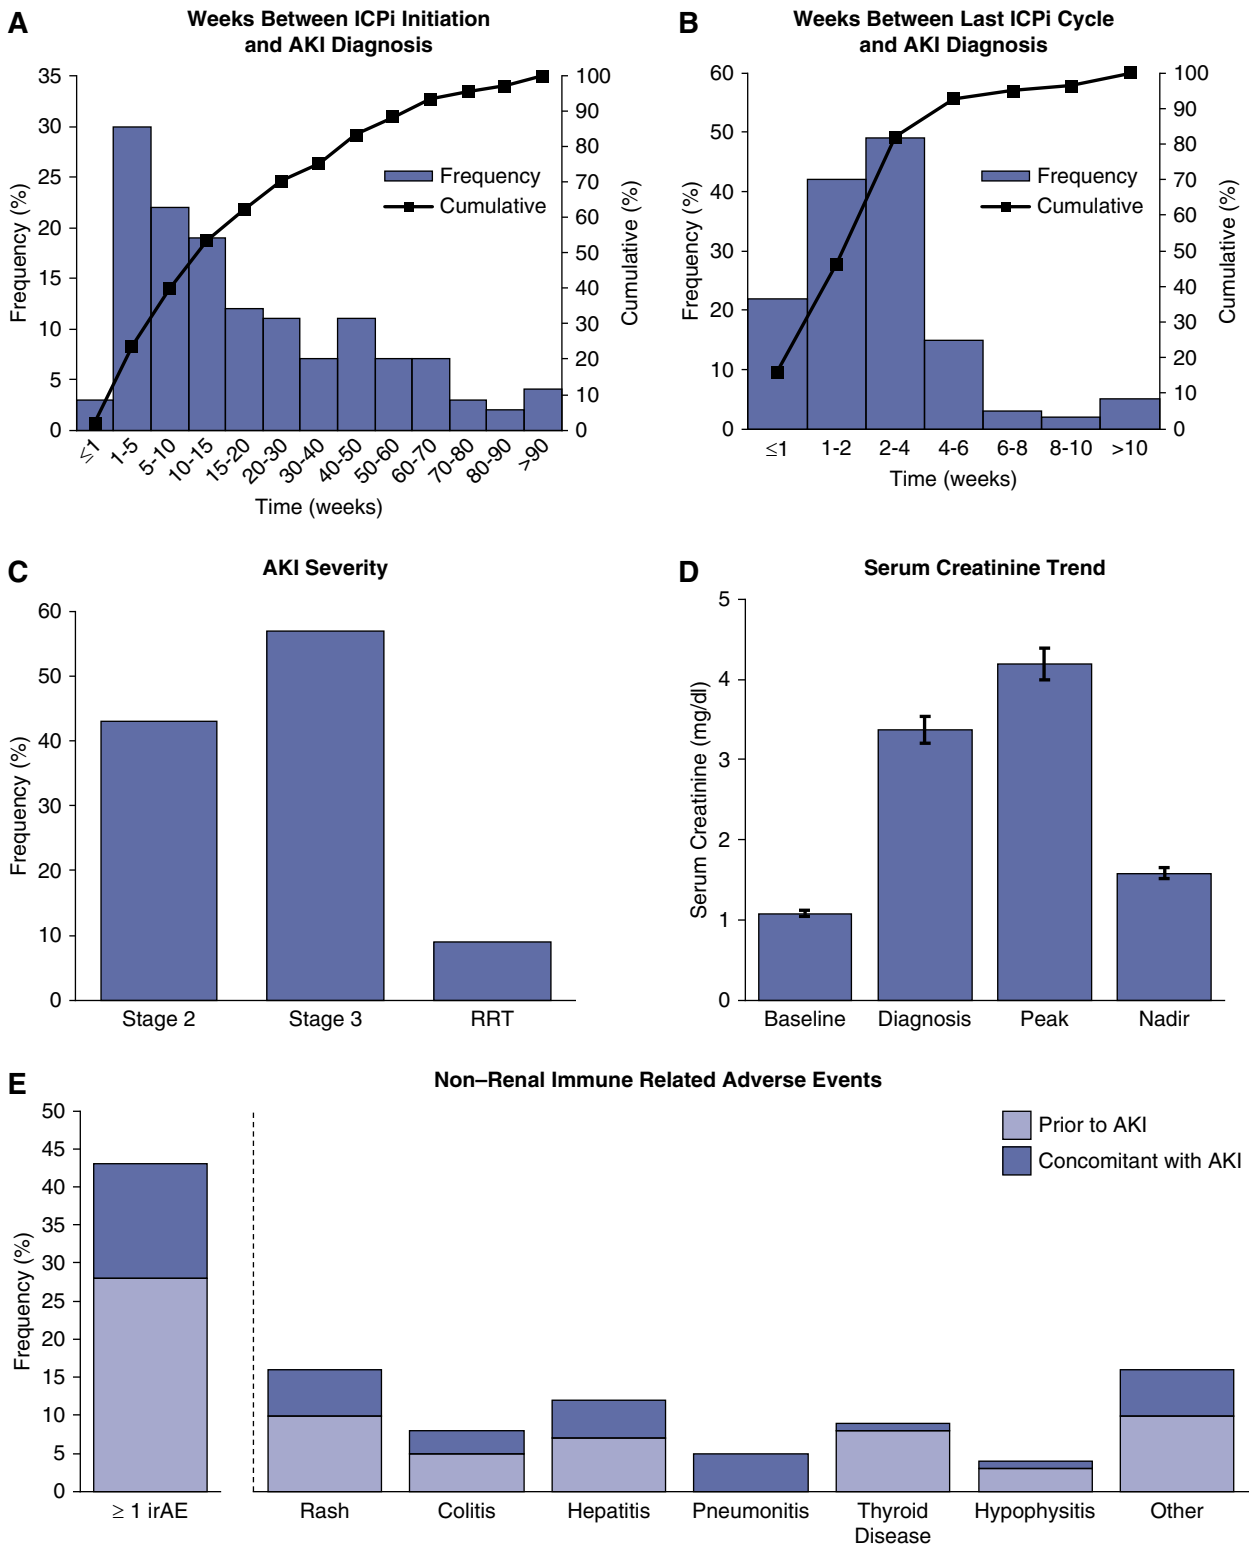 A
Weeks Between ICPi Initiation
and AKI Diagnosis
35
30
25
20
15
10
5
0
Frequency (%)
100
90
80
70
60
50
40
30
20
10
0
Cumulative (%)
Frequency
Cumulative
≤1
1-5
5-10
10-15
15-20
20-30
30-40
40-50
50-60
60-70
70-80
80-90
>90
Time (weeks)
B
Weeks Between Last ICPi Cycle
and AKI Diagnosis
60
50
40
30
20
10
0
Frequency (%)
100
90
80
70
60
50
40
30
20
10
0
Cumulative (%)
Frequency
Cumulative
≤1
1-2
2-4
4-6
6-8
8-10
>10
Time (weeks)
C
AKI Severity
60
50
40
30
20
10
0
Frequency (%)
Stage 2
Stage 3
RRT
D
Serum Creatinine Trend
5
4
3
2
1
0
Serum Creatinine (mg/dl)
Baseline
Diagnosis
Peak
Nadir
E
Non–Renal Immune Related Adverse Events
50
45
40
35
30
25
20
15
10
5
0
Frequency (%)
Prior to AKI
Concomitant with AKI
≥ 1 irAE
Rash
Colitis
Hepatitis
Pneumonitis
Thyroid
Disease
Hypophysitis
Other